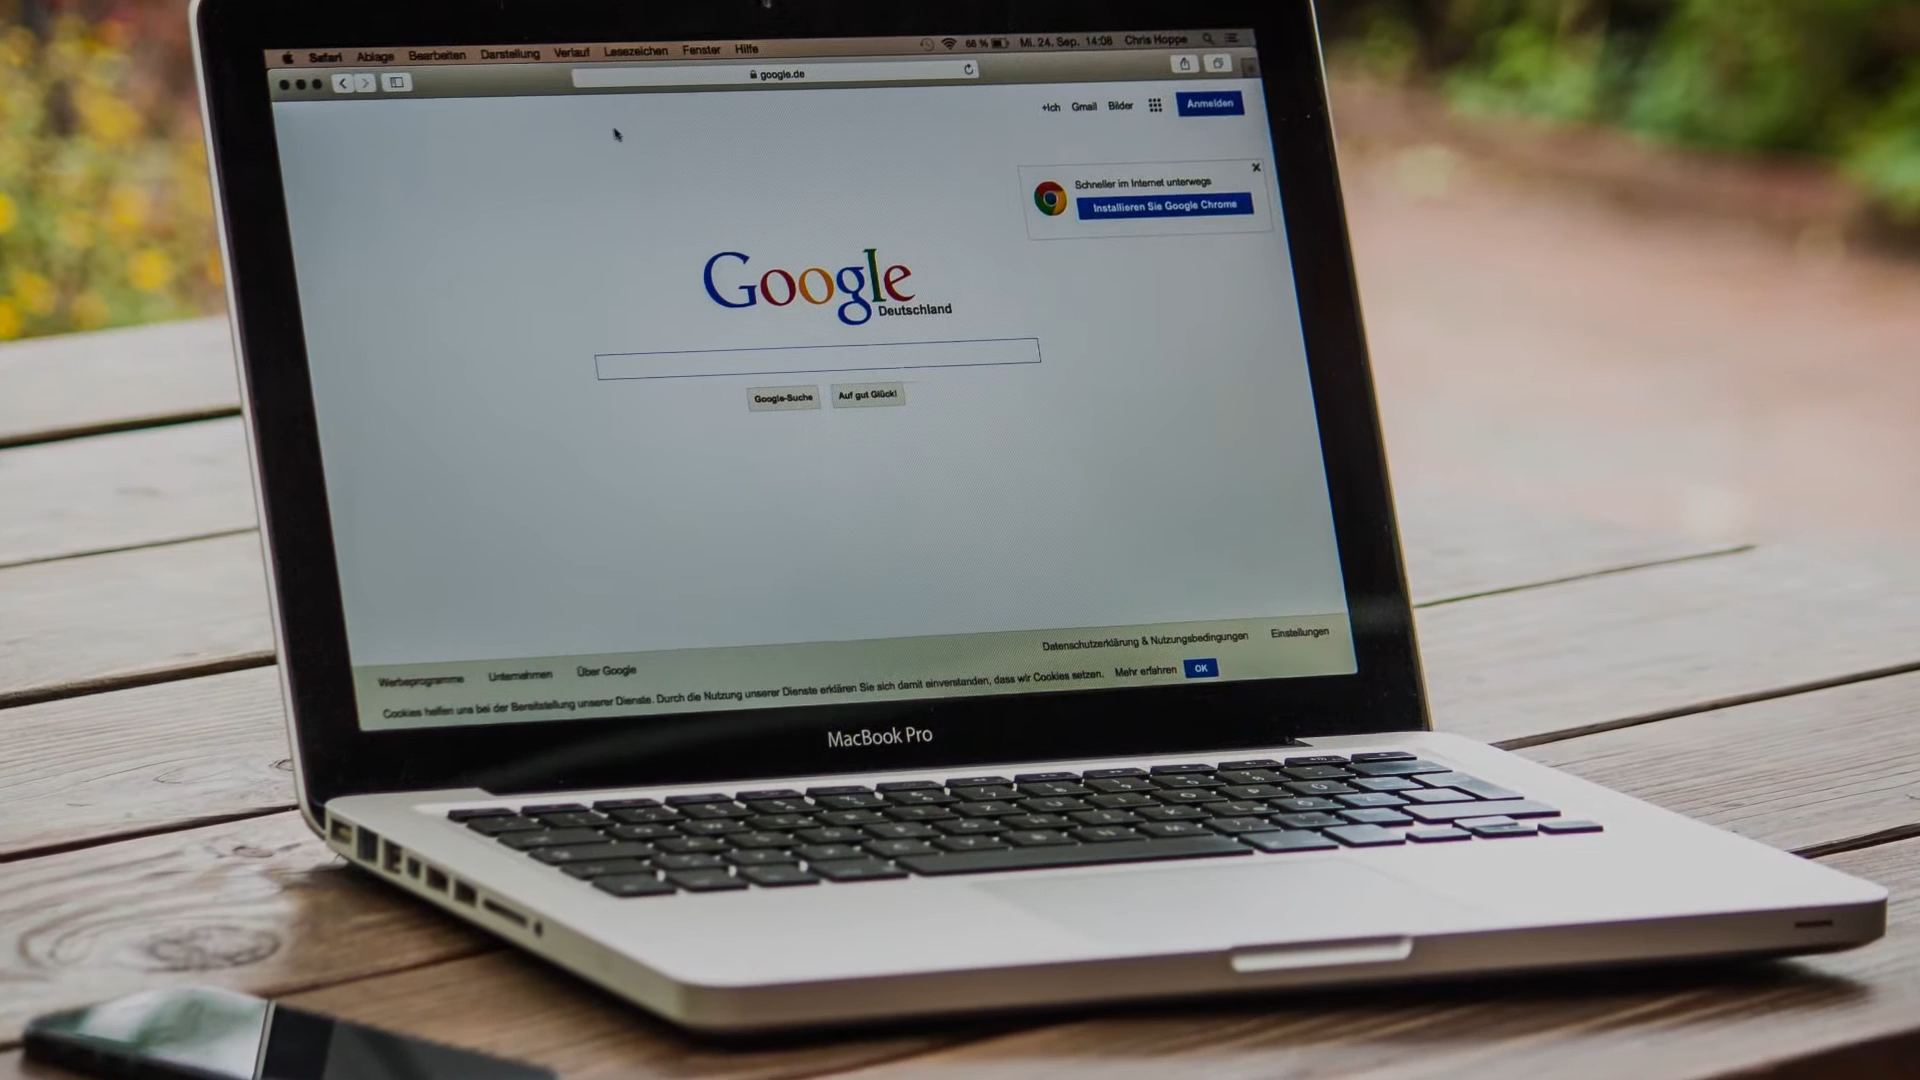 Safari Ablage Bearbeiten Darstellung Verlauf Lesezeichen Fenster Hilfe 66 % Mi. 24. Sep. 14:08 Chris Hoppe
google.de
+Ich Gmail Bilder Anmelden
Schneller im Internet unterwegs
Installieren Sie Google Chrome
Google
Deutschland
Google-Suche Auf gut Glück!
Werbeprogramme Unternehmen Über Google Datenschutzerklärung & Nutzungsbedingungen Einstellungen
Cookies helfen uns bei der Bereitstellung unserer Dienste. Durch die Nutzung unserer Dienste erklären Sie sich damit einverstanden, dass wir Cookies setzen. Mehr erfahren OK
MacBook Pro